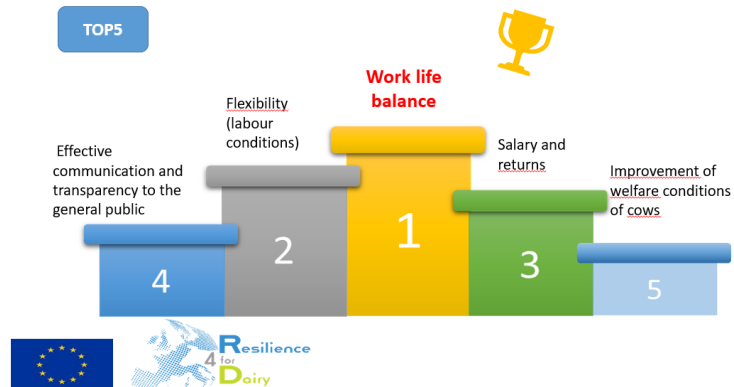 TOP5
Work life
balance
Flexibility
(labour
conditions)
Salary and
returns
Effective
communication and
transparency to the
general public
Improvement of
welfare conditions
of cows
1
2
3
4
5
Resilience
4 for
Dairy